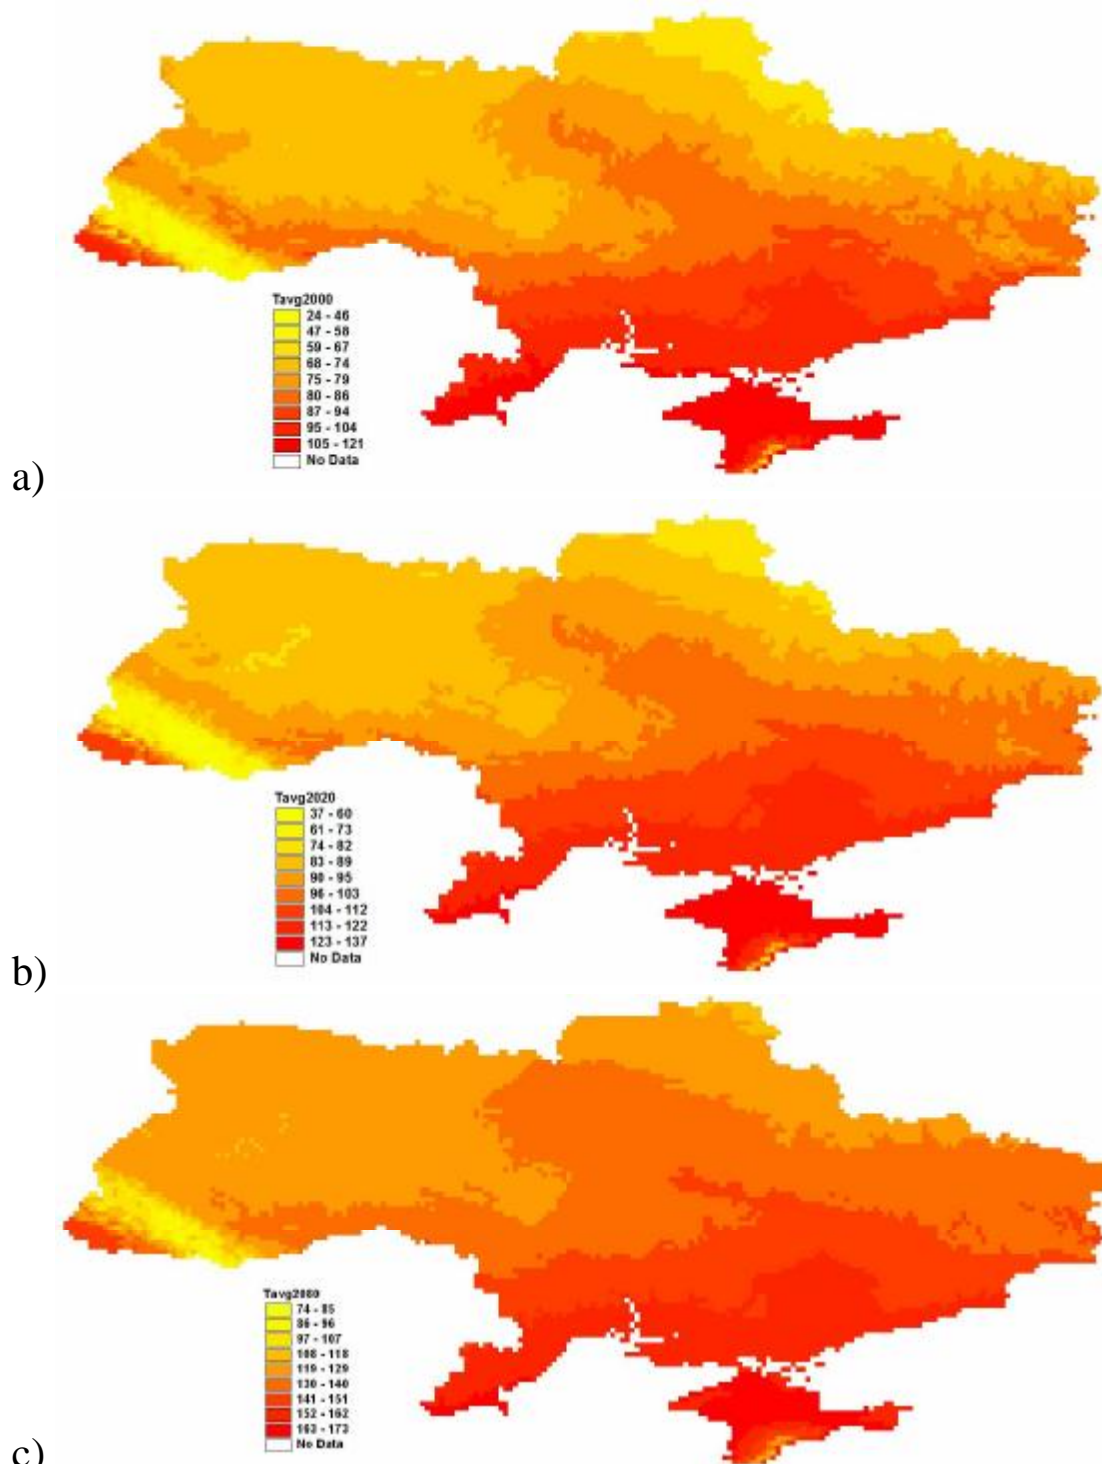 Tavg2000
24 - 46
47 - 58
59 - 67
68 - 74
75 - 79
80 - 86
87 - 94
95 - 104
105 - 121
No Data
a)
Tavg2020
37 - 60
61 - 73
74 - 82
83 - 89
90 - 95
96 - 103
104 - 112
113 - 122
123 - 137
No Data
b)
Tavg2080
74 - 85
86 - 96
97 - 107
108 - 118
119 - 129
130 - 140
141 - 151
152 - 162
163 - 173
No Data
c)